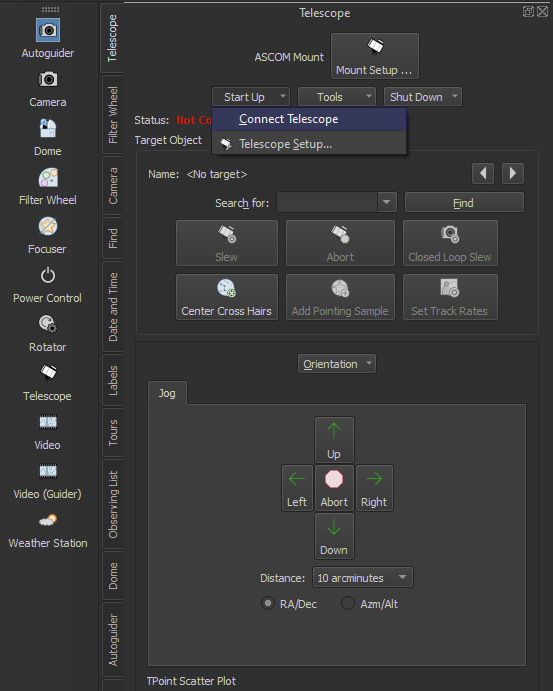 Telescope
Autoguider
Camera
Dome
Filter Wheel
Focuser
Power Control
Rotator
Telescope
Video
Video (Guider)
Weather Station
Telescope
Filter Wheel
Camera
Find
Date and Time
Labels
Tours
Observing List
Dome
Autoguider
ASCOM Mount
Mount Setup ...
Start Up
Tools
Shut Down
Connect Telescope
Telescope Setup...
Status: Not Co
Target Object
Name: <No target>
Search for:
Find
Slew
Abort
Closed Loop Slew
Center Cross Hairs
Add Pointing Sample
Set Track Rates
Orientation
Jog
Up
Left
Abort
Right
Down
Distance: 10 arcminutes
RA/Dec
Azm/Alt
TPoint Scatter Plot